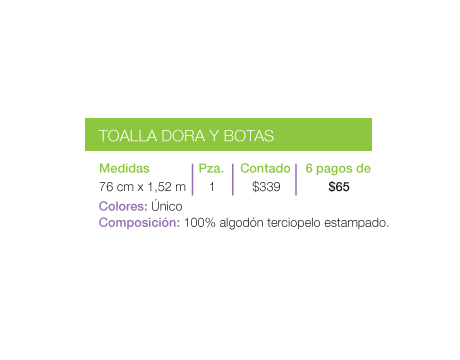 TOALLA DORA Y BOTAS
Medidas Pza. Contado 6 pagos de
76 cm x 1,52 m 1 $339 $65
Colores: Único
Composición: 100% algodón terciopelo estampado.